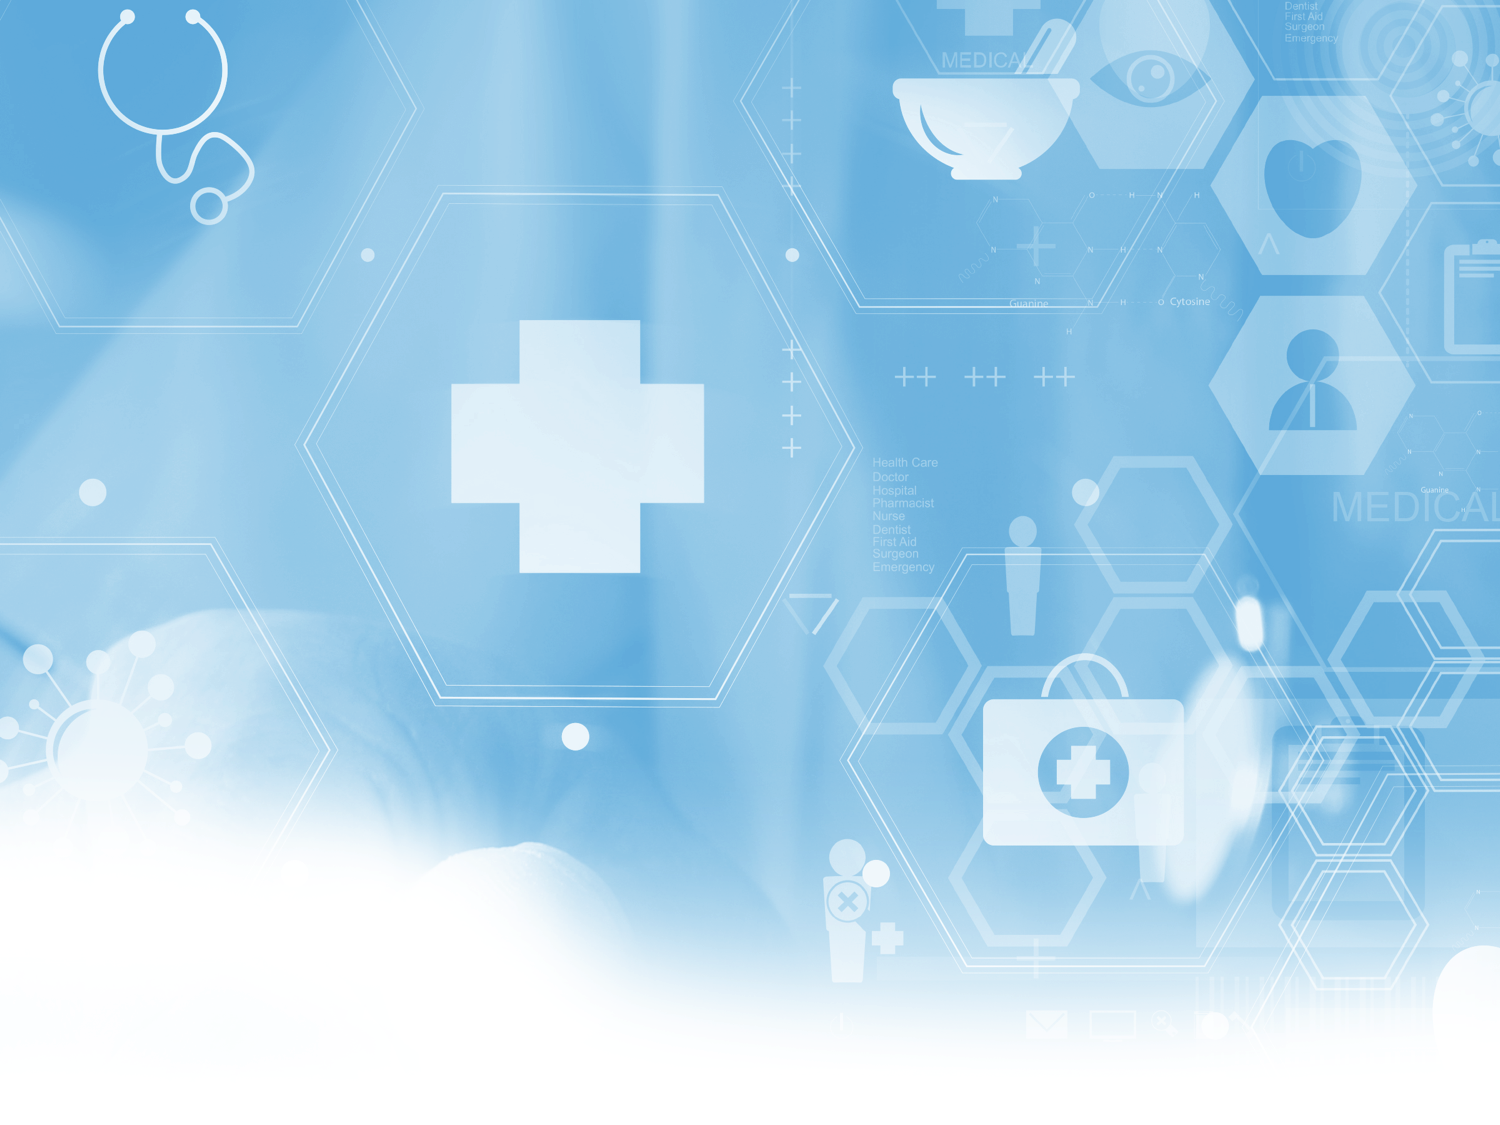 Dentist
First Aid
Surgeon
Emergency
MEDICAL
7
O H N H
N
N N H N
N N
Guanine N H O Cytosine
H
Health Care
Doctor
Hospital
Pharmacist
Nurse
Dentist
First Aid
Surgeon
Emergency
N O
N N
N
Guanine N
MEDICAL
H
N